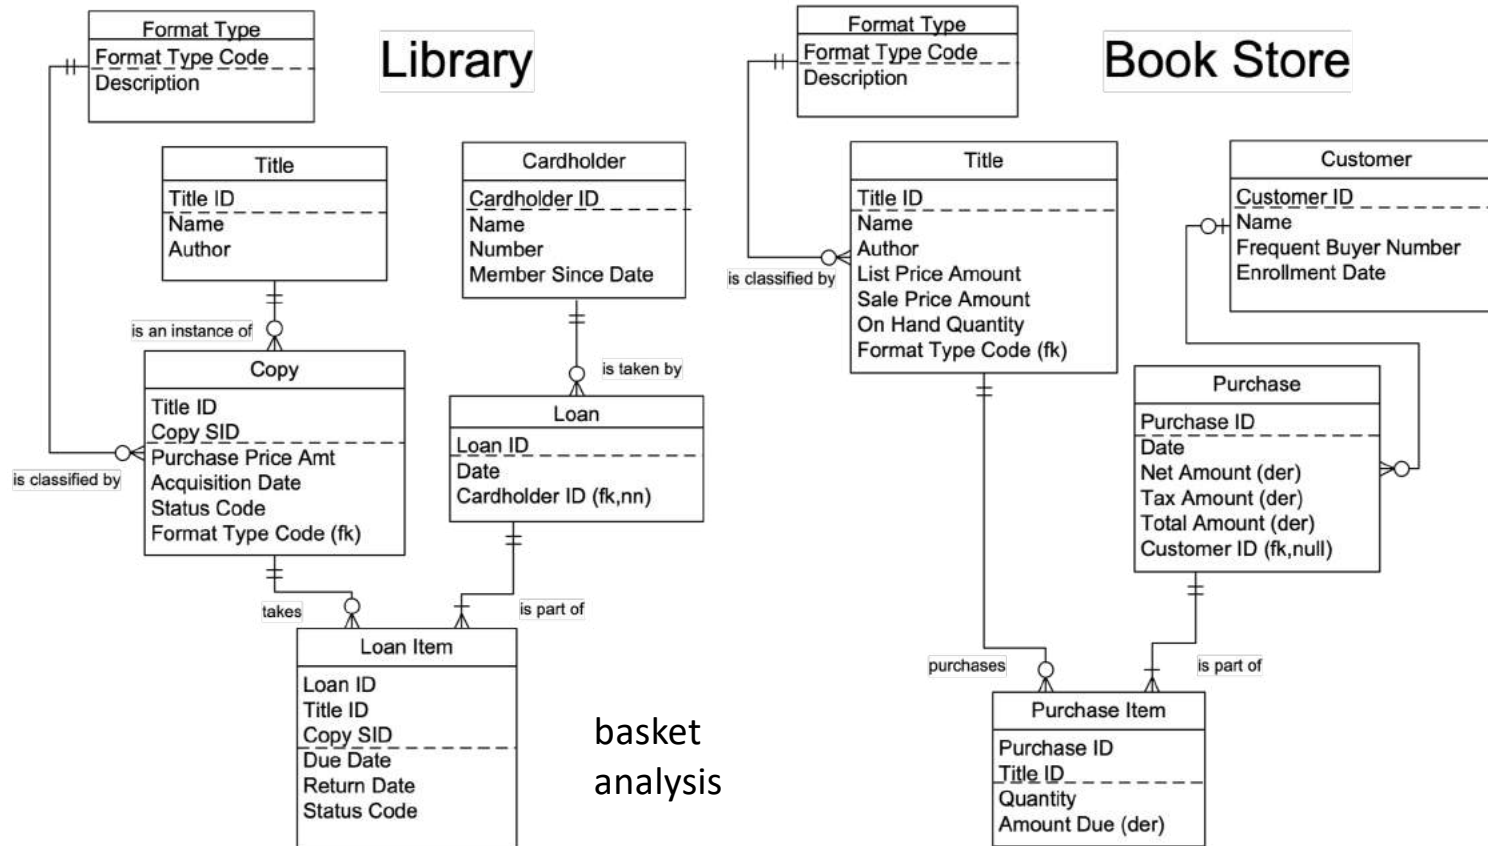 Library
Format Type
Format Type Code
Description
is classified by
Title
Title ID
Name
Author
is an instance of
Cardholder
Cardholder ID
Name
Number
Member Since Date
is taken by
Copy
Title ID
Copy SID
Purchase Price Amt
Acquisition Date
Status Code
Format Type Code (fk)
takes
Loan
Loan ID
Date
Cardholder ID (fk,nn)
is part of
Loan Item
Loan ID
Title ID
Copy SID
Due Date
Return Date
Status Code
basket
analysis
Book Store
Format Type
Format Type Code
Description
is classified by
Title
Title ID
Name
Author
List Price Amount
Sale Price Amount
On Hand Quantity
Format Type Code (fk)
purchases
Customer
Customer ID
Name
Frequent Buyer Number
Enrollment Date
Purchase
Purchase ID
Date
Net Amount (der)
Tax Amount (der)
Total Amount (der)
Customer ID (fk,null)
is part of
Purchase Item
Purchase ID
Title ID
Quantity
Amount Due (der)